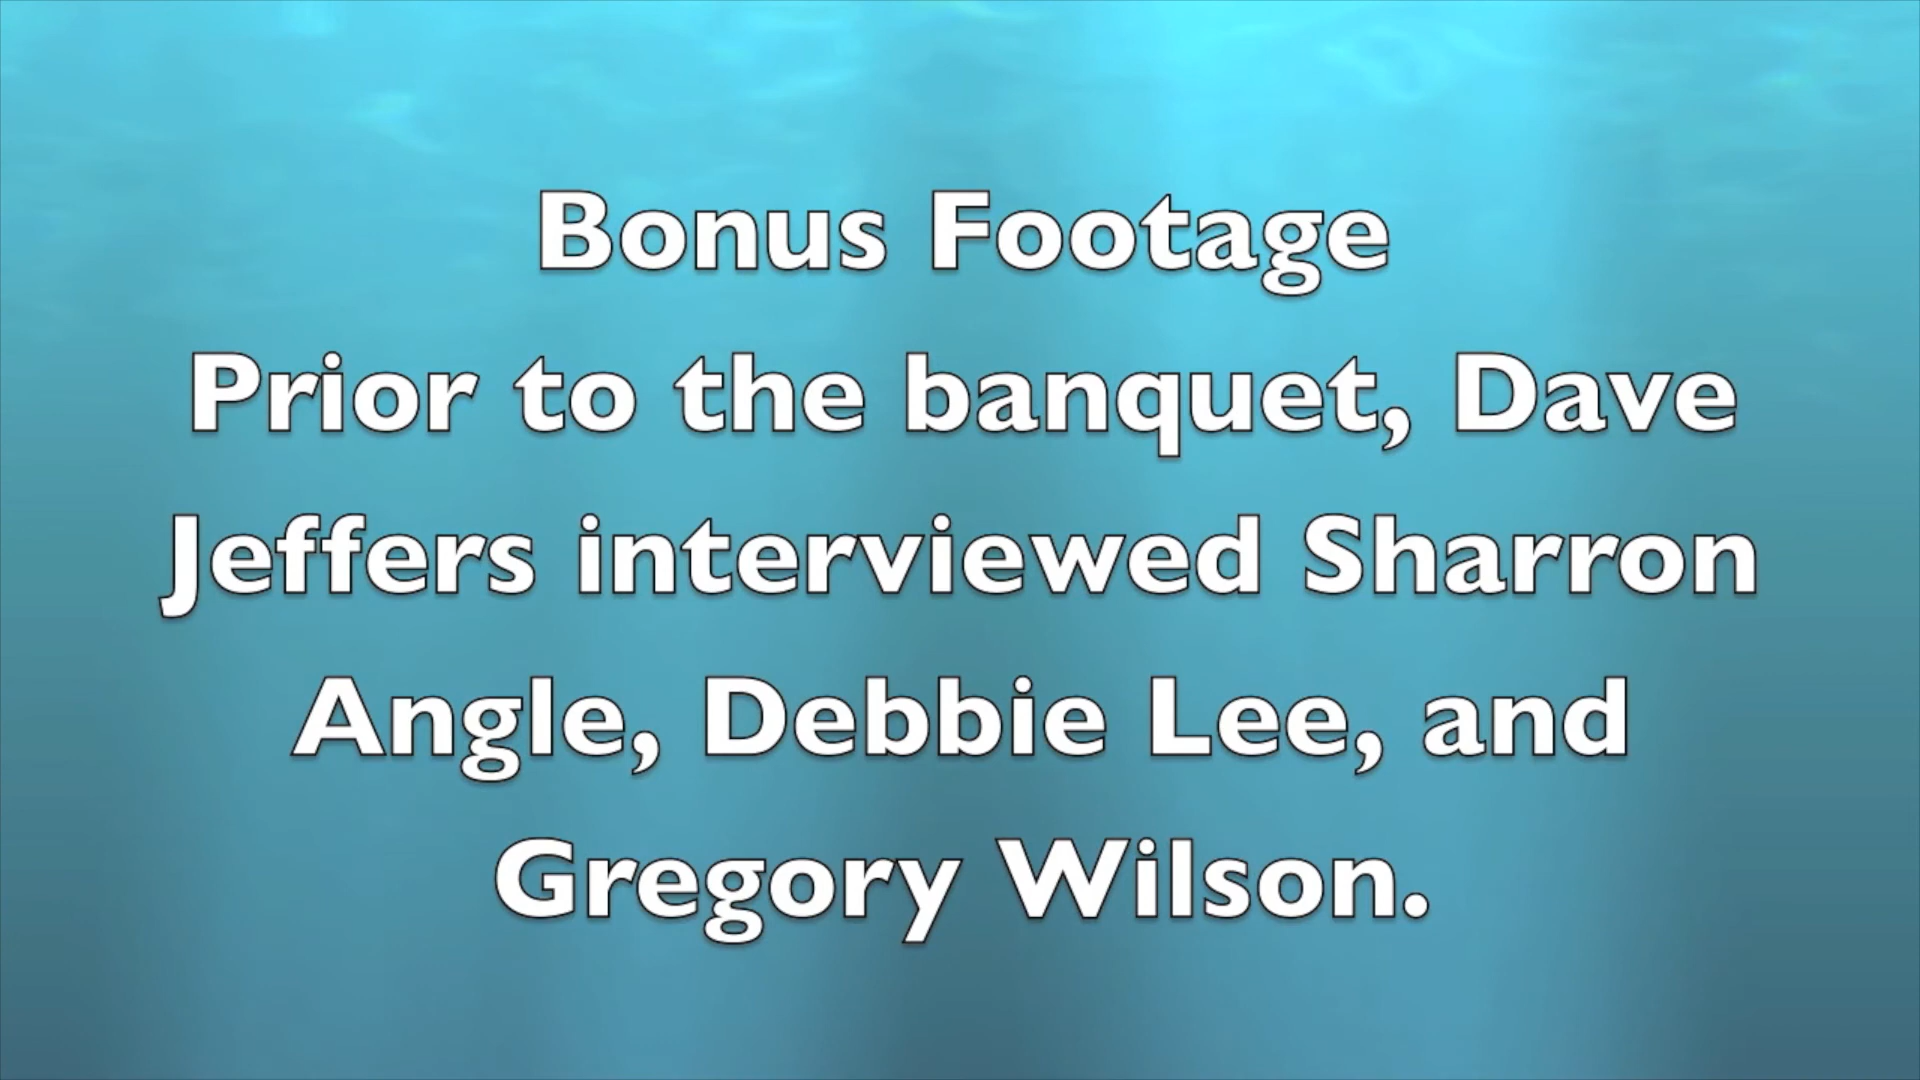 Bonus Footage
Prior to the banquet, Dave
Jeffers interviewed Sharron
Angle, Debbie Lee, and
Gregory Wilson.